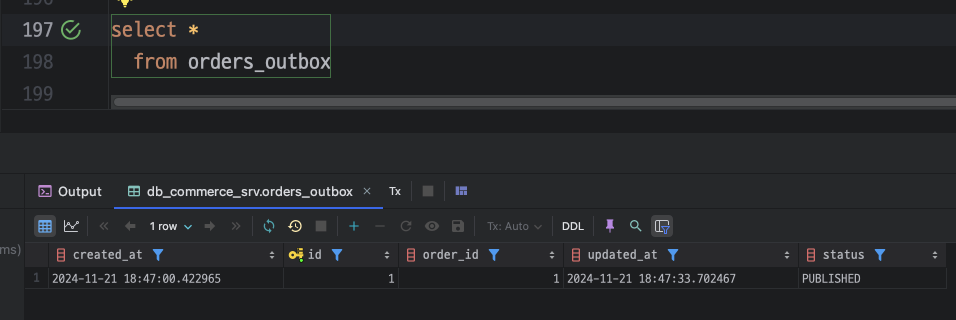 197 select *
198 from orders_outbox
199
Output db_commerce_srv.orders_outbox × Tx
1 row Tx: Auto DDL
ms) created_at id order_id updated_at status
1 2024-11-21 18:47:00.422965 1 1 2024-11-21 18:47:33.702467 PUBLISHED